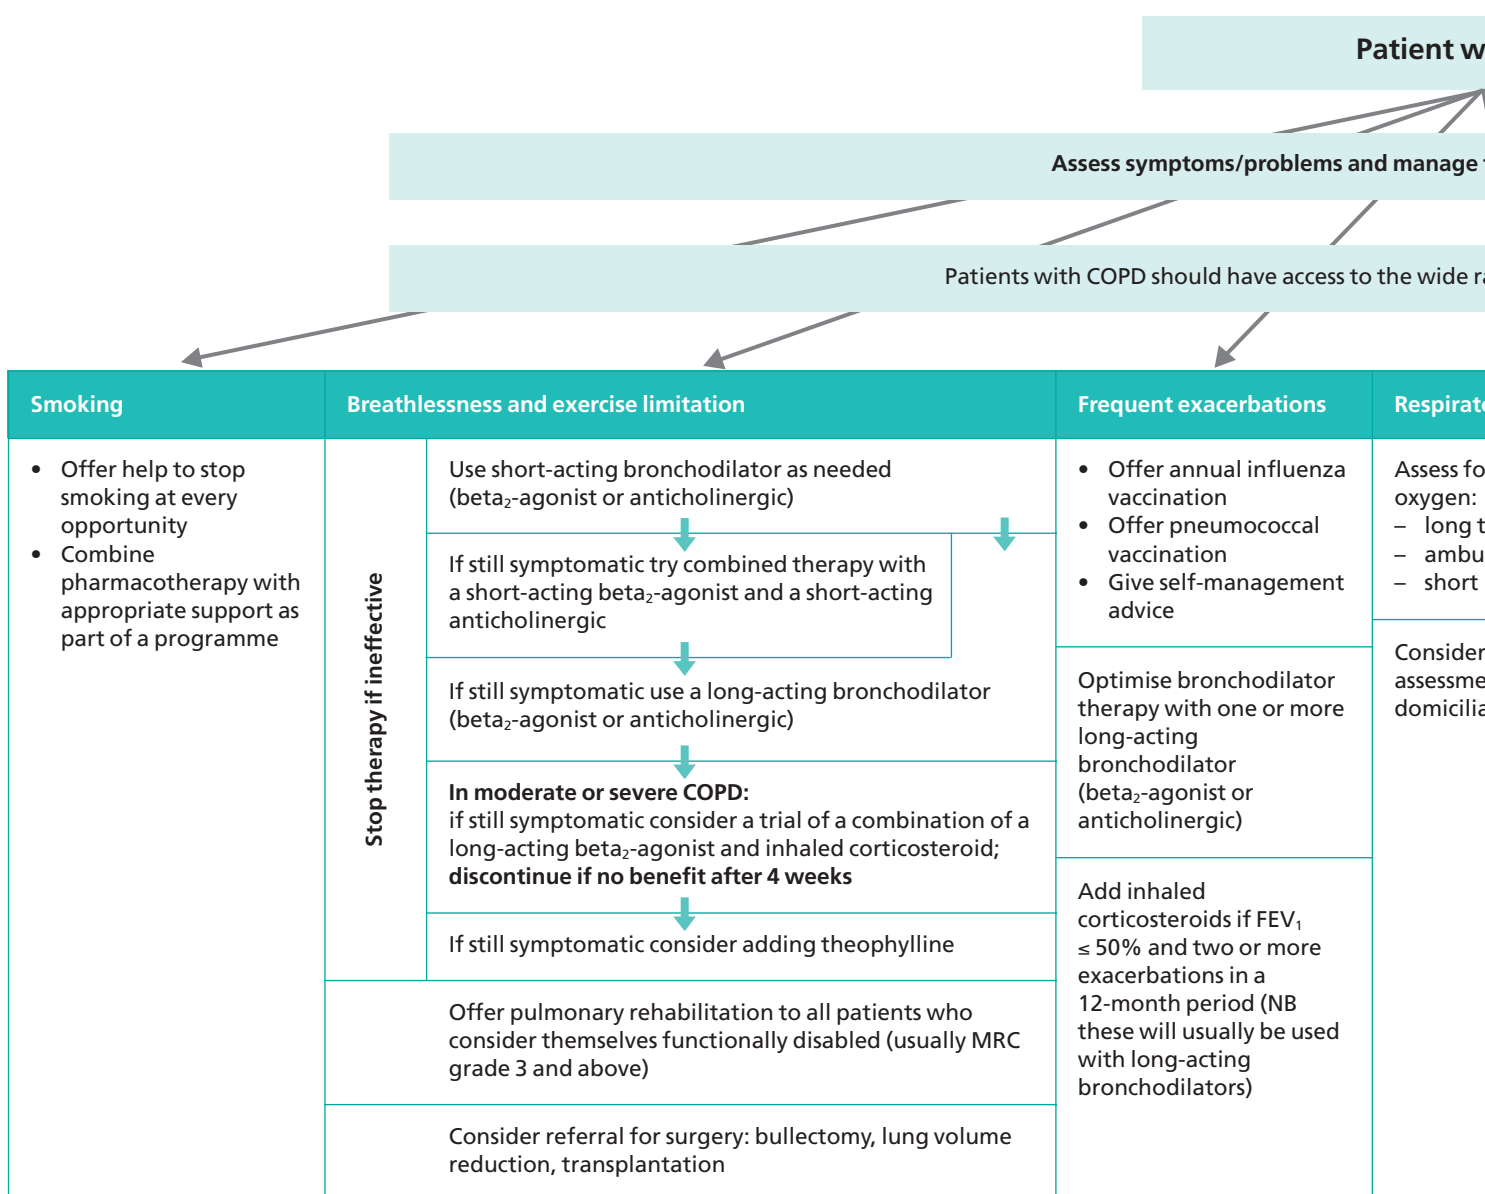 Patient w
Assess symptoms/problems and manage
Patients with COPD should have access to the wide ra
Smoking
Breathlessness and exercise limitation
Frequent exacerbations
Respirat
• Offer help to stop
smoking at every
opportunity
• Combine
pharmacotherapy with
appropriate support as
part of a programme
Stop therapy if ineffective
Use short-acting bronchodilator as needed
(beta₂-agonist or anticholinergic)
If still symptomatic try combined therapy with
a short-acting beta₂-agonist and a short-acting
anticholinergic
If still symptomatic use a long-acting bronchodilator
(beta₂-agonist or anticholinergic)
In moderate or severe COPD:
if still symptomatic consider a trial of a combination of a
long-acting beta₂-agonist and inhaled corticosteroid;
discontinue if no benefit after 4 weeks
If still symptomatic consider adding theophylline
Offer pulmonary rehabilitation to all patients who
consider themselves functionally disabled (usually MRC
grade 3 and above)
Consider referral for surgery: bullectomy, lung volume
reduction, transplantation
• Offer annual influenza
vaccination
• Offer pneumococcal
vaccination
• Give self-management
advice
Optimise bronchodilator
therapy with one or more
long-acting
bronchodilator
(beta₂-agonist or
anticholinergic)
Add inhaled
corticosteroids if FEV₁
≤ 50% and two or more
exacerbations in a
12-month period (NB
these will usually be used
with long-acting
bronchodilators)
Assess fo
oxygen:
– long t
– ambu
– short
Consider
assessme
domicilia